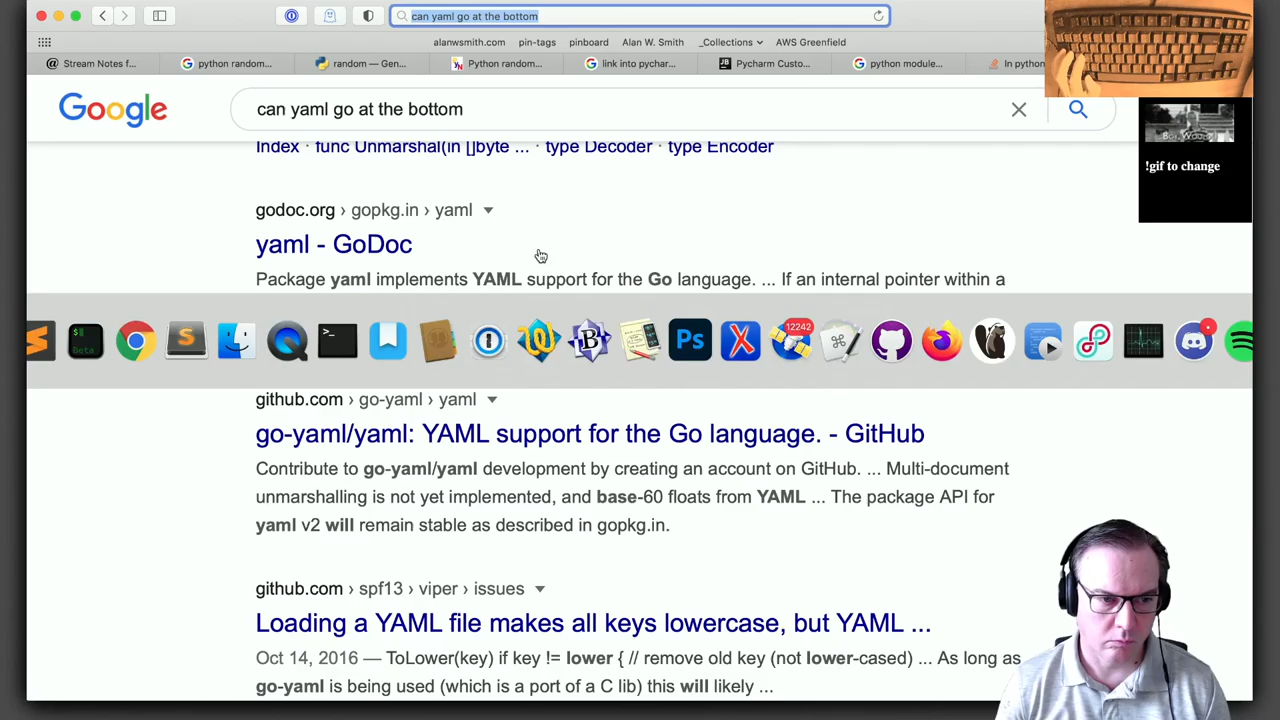 can yaml go at the bottom
alanwsmith.com pin-tags pinboard Alan W. Smith _Collections AWS Greenfield
Stream Notes f... python random... random — Gen... Python random... link into pychar... Pycharm Custo... python module... In python
Google can yaml go at the bottom
!gif to change
Index · func Unmarshal(in []byte ... · type Decoder · type Encoder
godoc.org › gopkg.in › yaml
yaml - GoDoc
Package yaml implements YAML support for the Go language. ... If an internal pointer within a
$
Beta
12242
github.com › go-yaml › yaml
go-yaml/yaml: YAML support for the Go language. - GitHub
Contribute to go-yaml/yaml development by creating an account on GitHub. ... Multi-document
unmarshalling is not yet implemented, and base-60 floats from YAML ... The package API for
yaml v2 will remain stable as described in gopkg.in.
github.com › spf13 › viper › issues
Loading a YAML file makes all keys lowercase, but YAML ...
Oct 14, 2016 — ToLower(key) if key != lower { // remove old key (not lower-cased) ... As long as
go-yaml is being used (which is a port of a C lib) this will likely ...